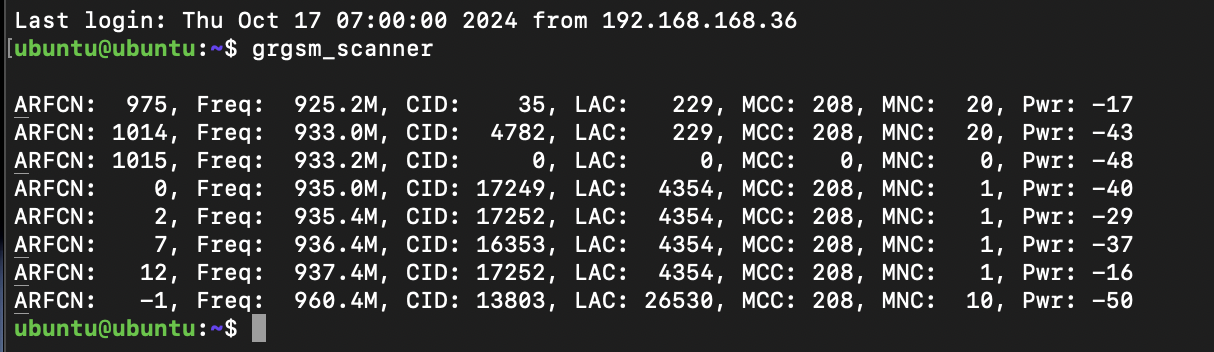 Last login: Thu Oct 17 07:00:00 2024 from 192.168.168.36
[ubuntu@ubuntu:~$ grgsm_scanner
ARFCN:  975, Freq:  925.2M, CID:    35, LAC:   229, MCC: 208, MNC:  20, Pwr: -17
ARFCN: 1014, Freq:  933.0M, CID:  4782, LAC:   229, MCC: 208, MNC:  20, Pwr: -43
ARFCN: 1015, Freq:  933.2M, CID:     0, LAC:     0, MCC:   0, MNC:   0, Pwr: -48
ARFCN:    0, Freq:  935.0M, CID: 17249, LAC:  4354, MCC: 208, MNC:   1, Pwr: -40
ARFCN:    2, Freq:  935.4M, CID: 17252, LAC:  4354, MCC: 208, MNC:   1, Pwr: -29
ARFCN:    7, Freq:  936.4M, CID: 16353, LAC:  4354, MCC: 208, MNC:   1, Pwr: -37
ARFCN:   12, Freq:  937.4M, CID: 17252, LAC:  4354, MCC: 208, MNC:   1, Pwr: -16
ARFCN:   -1, Freq:  960.4M, CID: 13803, LAC: 26530, MCC: 208, MNC:  10, Pwr: -50
ubuntu@ubuntu:~$